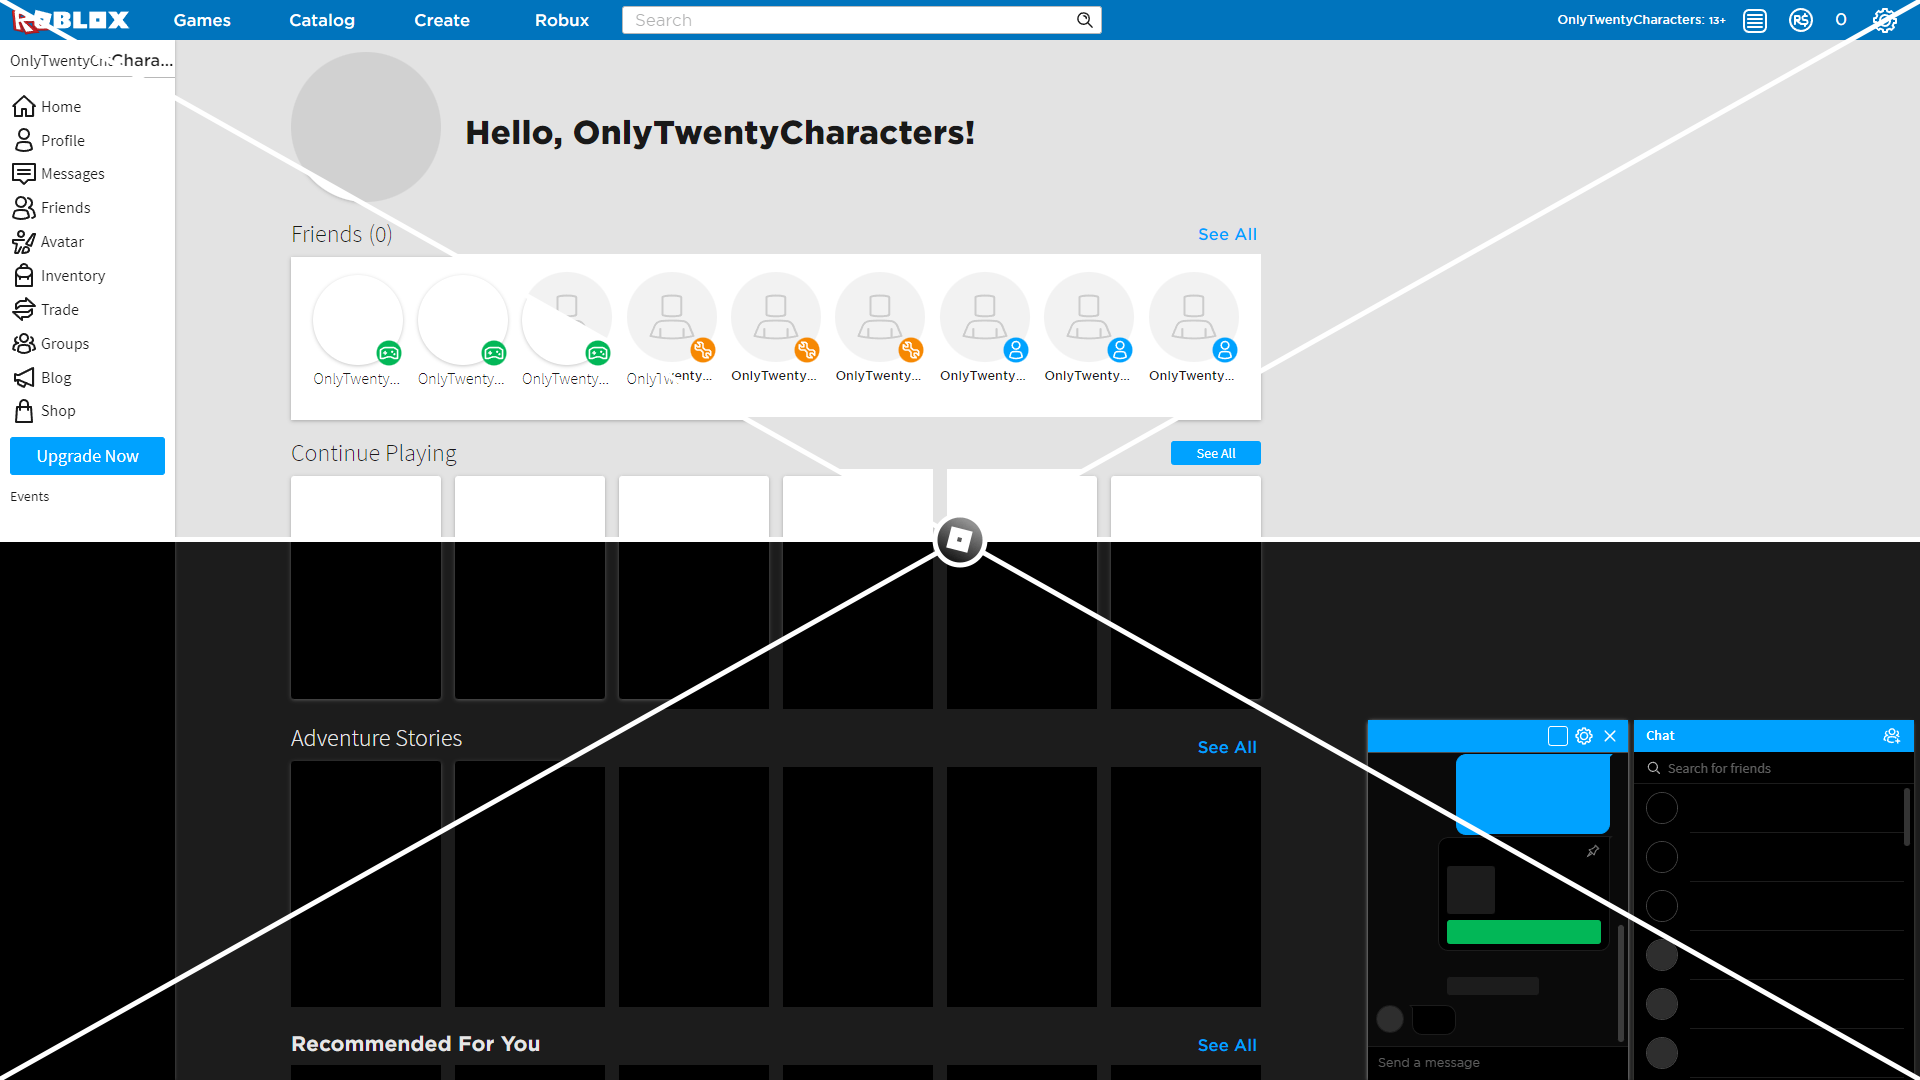 ROBLOX Games Catalog Create Robux Search OnlyTwentyCharacters: 13+ R$ 0
Chara...
Home
Profile
Messages
Friends
Avatar
Inventory
Trade
Groups
Blog
Shop
Upgrade Now
Events
Hello, OnlyTwentyCharacters!
Friends (0) See All
OnlyTwenty... OnlyTwenty... OnlyTwenty... OnlyTwenty... OnlyTwenty... OnlyTwenty... OnlyTwenty... OnlyTwenty... OnlyTwenty...
Continue Playing See All
Adventure Stories See All
Recommended For You See All
Chat
Search for friends
Send a message